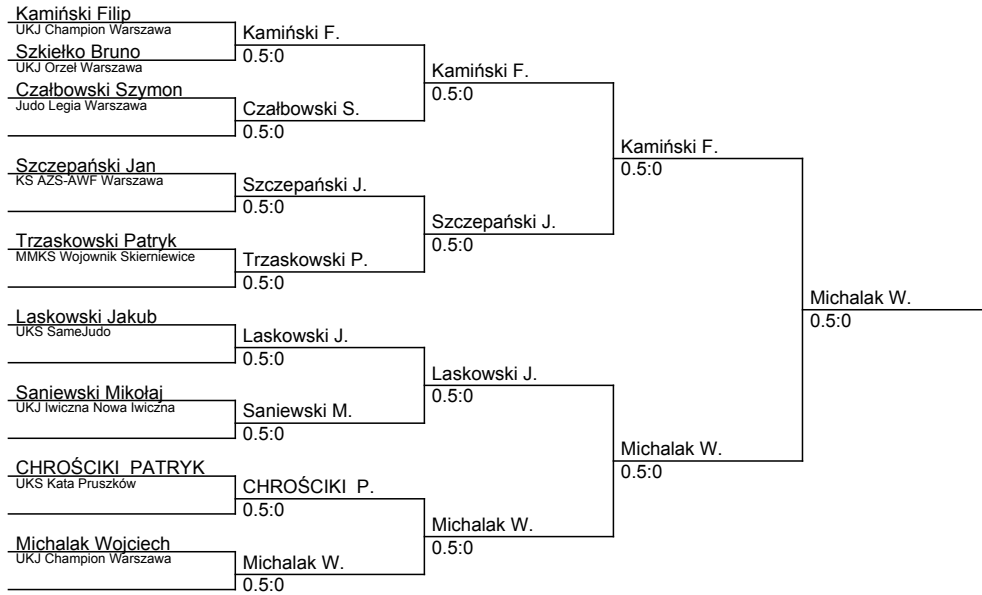 Kamiński Filip
UKJ Champion Warszawa
Szkiełko Bruno
UKJ Orzeł Warszawa
Czałbowski Szymon
Judo Legia Warszawa
Szczepański Jan
KS AZS-AWF Warszawa
Trzaskowski Patryk
MMKS Wojownik Skierniewice
Laskowski Jakub
UKS SameJudo
Saniewski Mikołaj
UKJ Iwiczna Nowa Iwiczna
CHROŚCIKI  PATRYK
UKS Kata Pruszków
Michalak Wojciech
UKJ Champion Warszawa
Kamiński F.
0.5:0
Czałbowski S.
0.5:0
Szczepański J.
0.5:0
Trzaskowski P.
0.5:0
Laskowski J.
0.5:0
Saniewski M.
0.5:0
CHROŚCIKI  P.
0.5:0
Michalak W.
0.5:0
Kamiński F.
0.5:0
Szczepański J.
0.5:0
Laskowski J.
0.5:0
Michalak W.
0.5:0
Kamiński F.
0.5:0
Michalak W.
0.5:0
Michalak W.
0.5:0